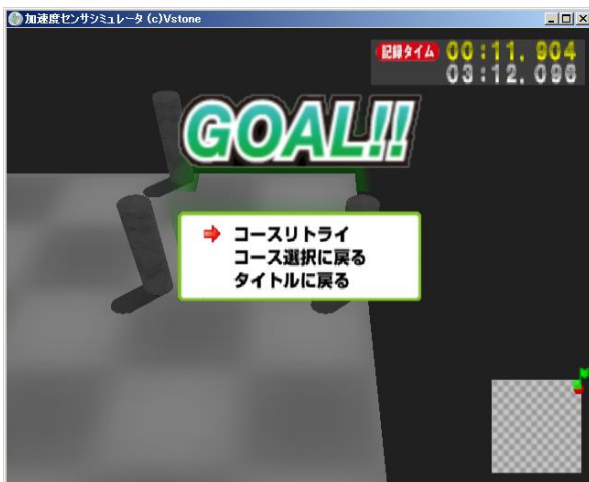 加速度センサシミュレータ (c)Vstone
記録タイム 00:11.904
03:12.096
GOAL!!
コースリトライ
コース選択に戻る
タイトルに戻る